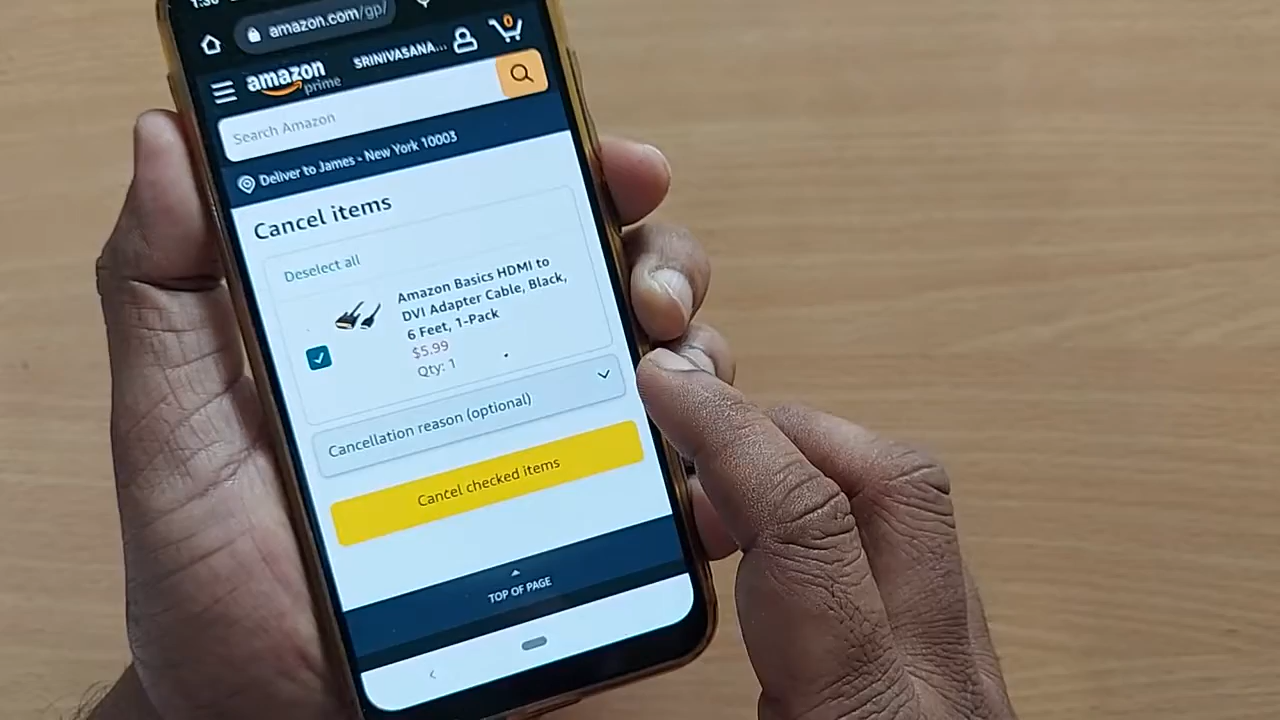 amazon.com/gp/
amazon prime
SRINIVASANA...
0
Search Amazon
Deliver to James - New York 10003
Cancel items
Deselect all
Amazon Basics HDMI to
DVI Adapter Cable, Black,
6 Feet, 1-Pack
$5.99
Qty: 1
Cancellation reason (optional)
Cancel checked items
TOP OF PAGE